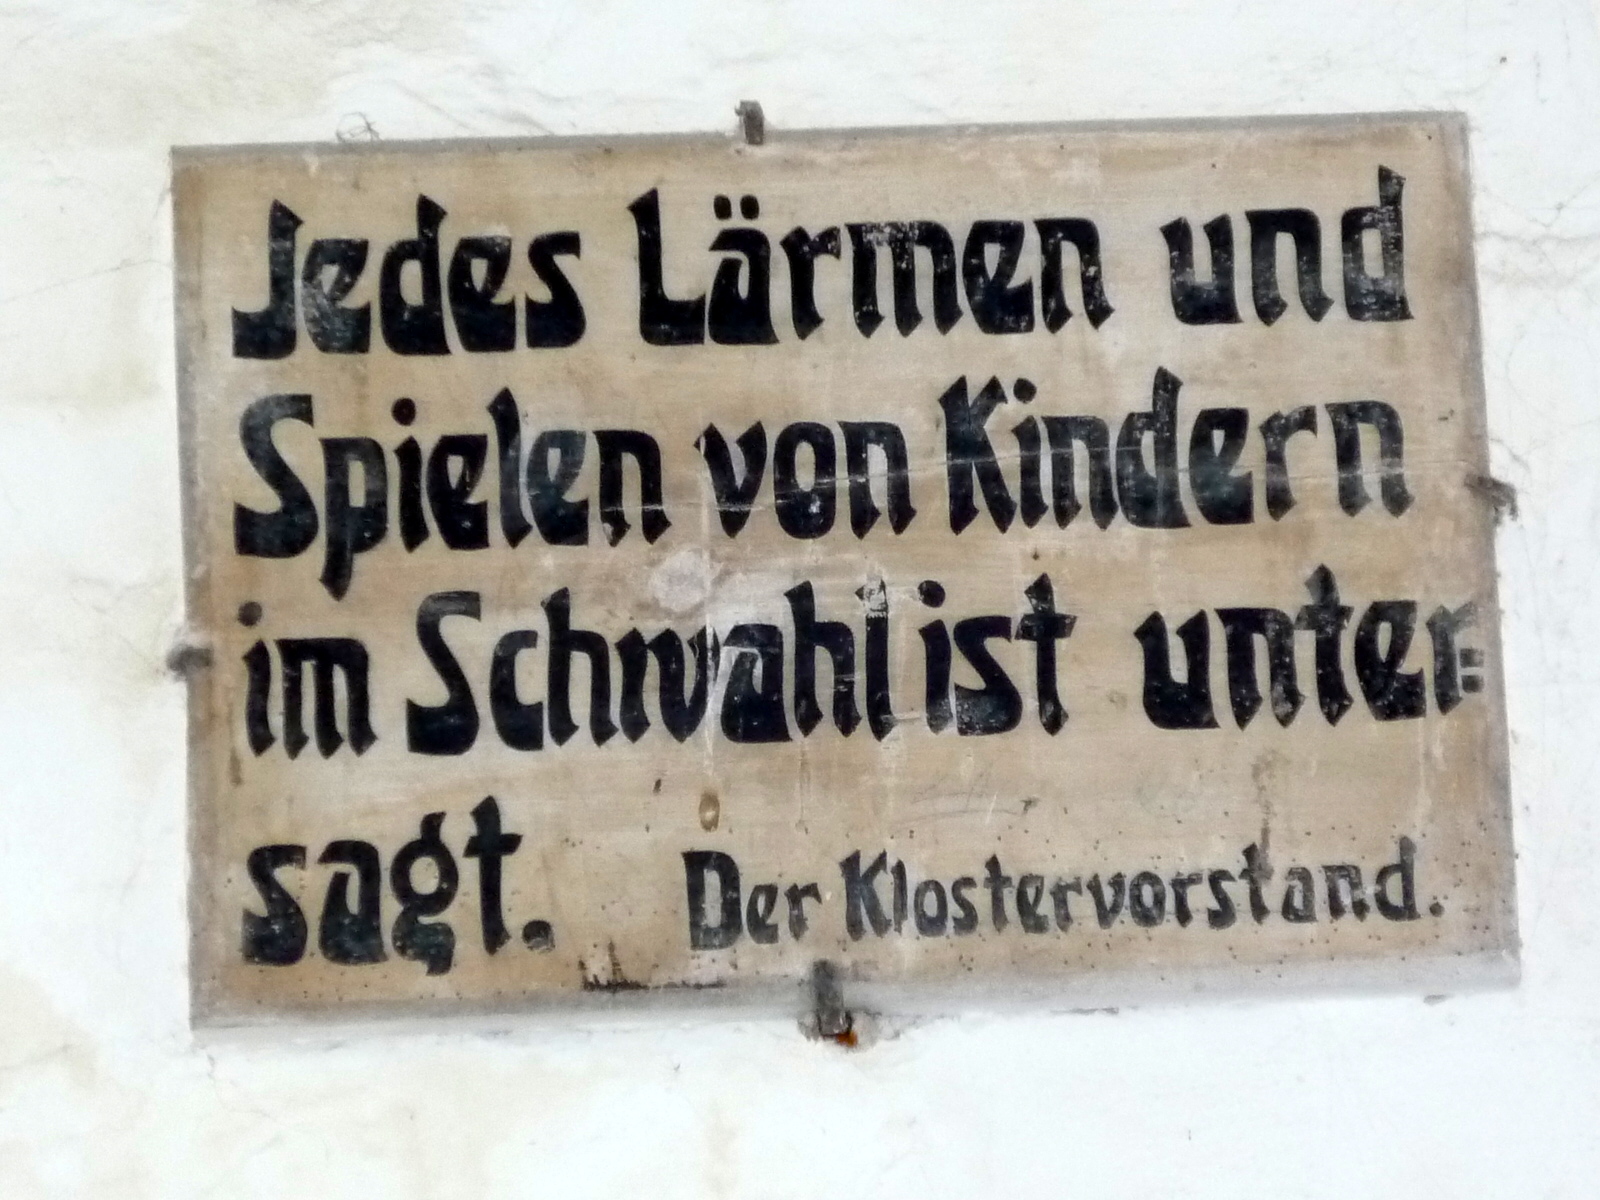 Jedes Lärmen und
Spielen von Kindern
im Schwahl ist unter=
sagt. Der Klostervorstand.